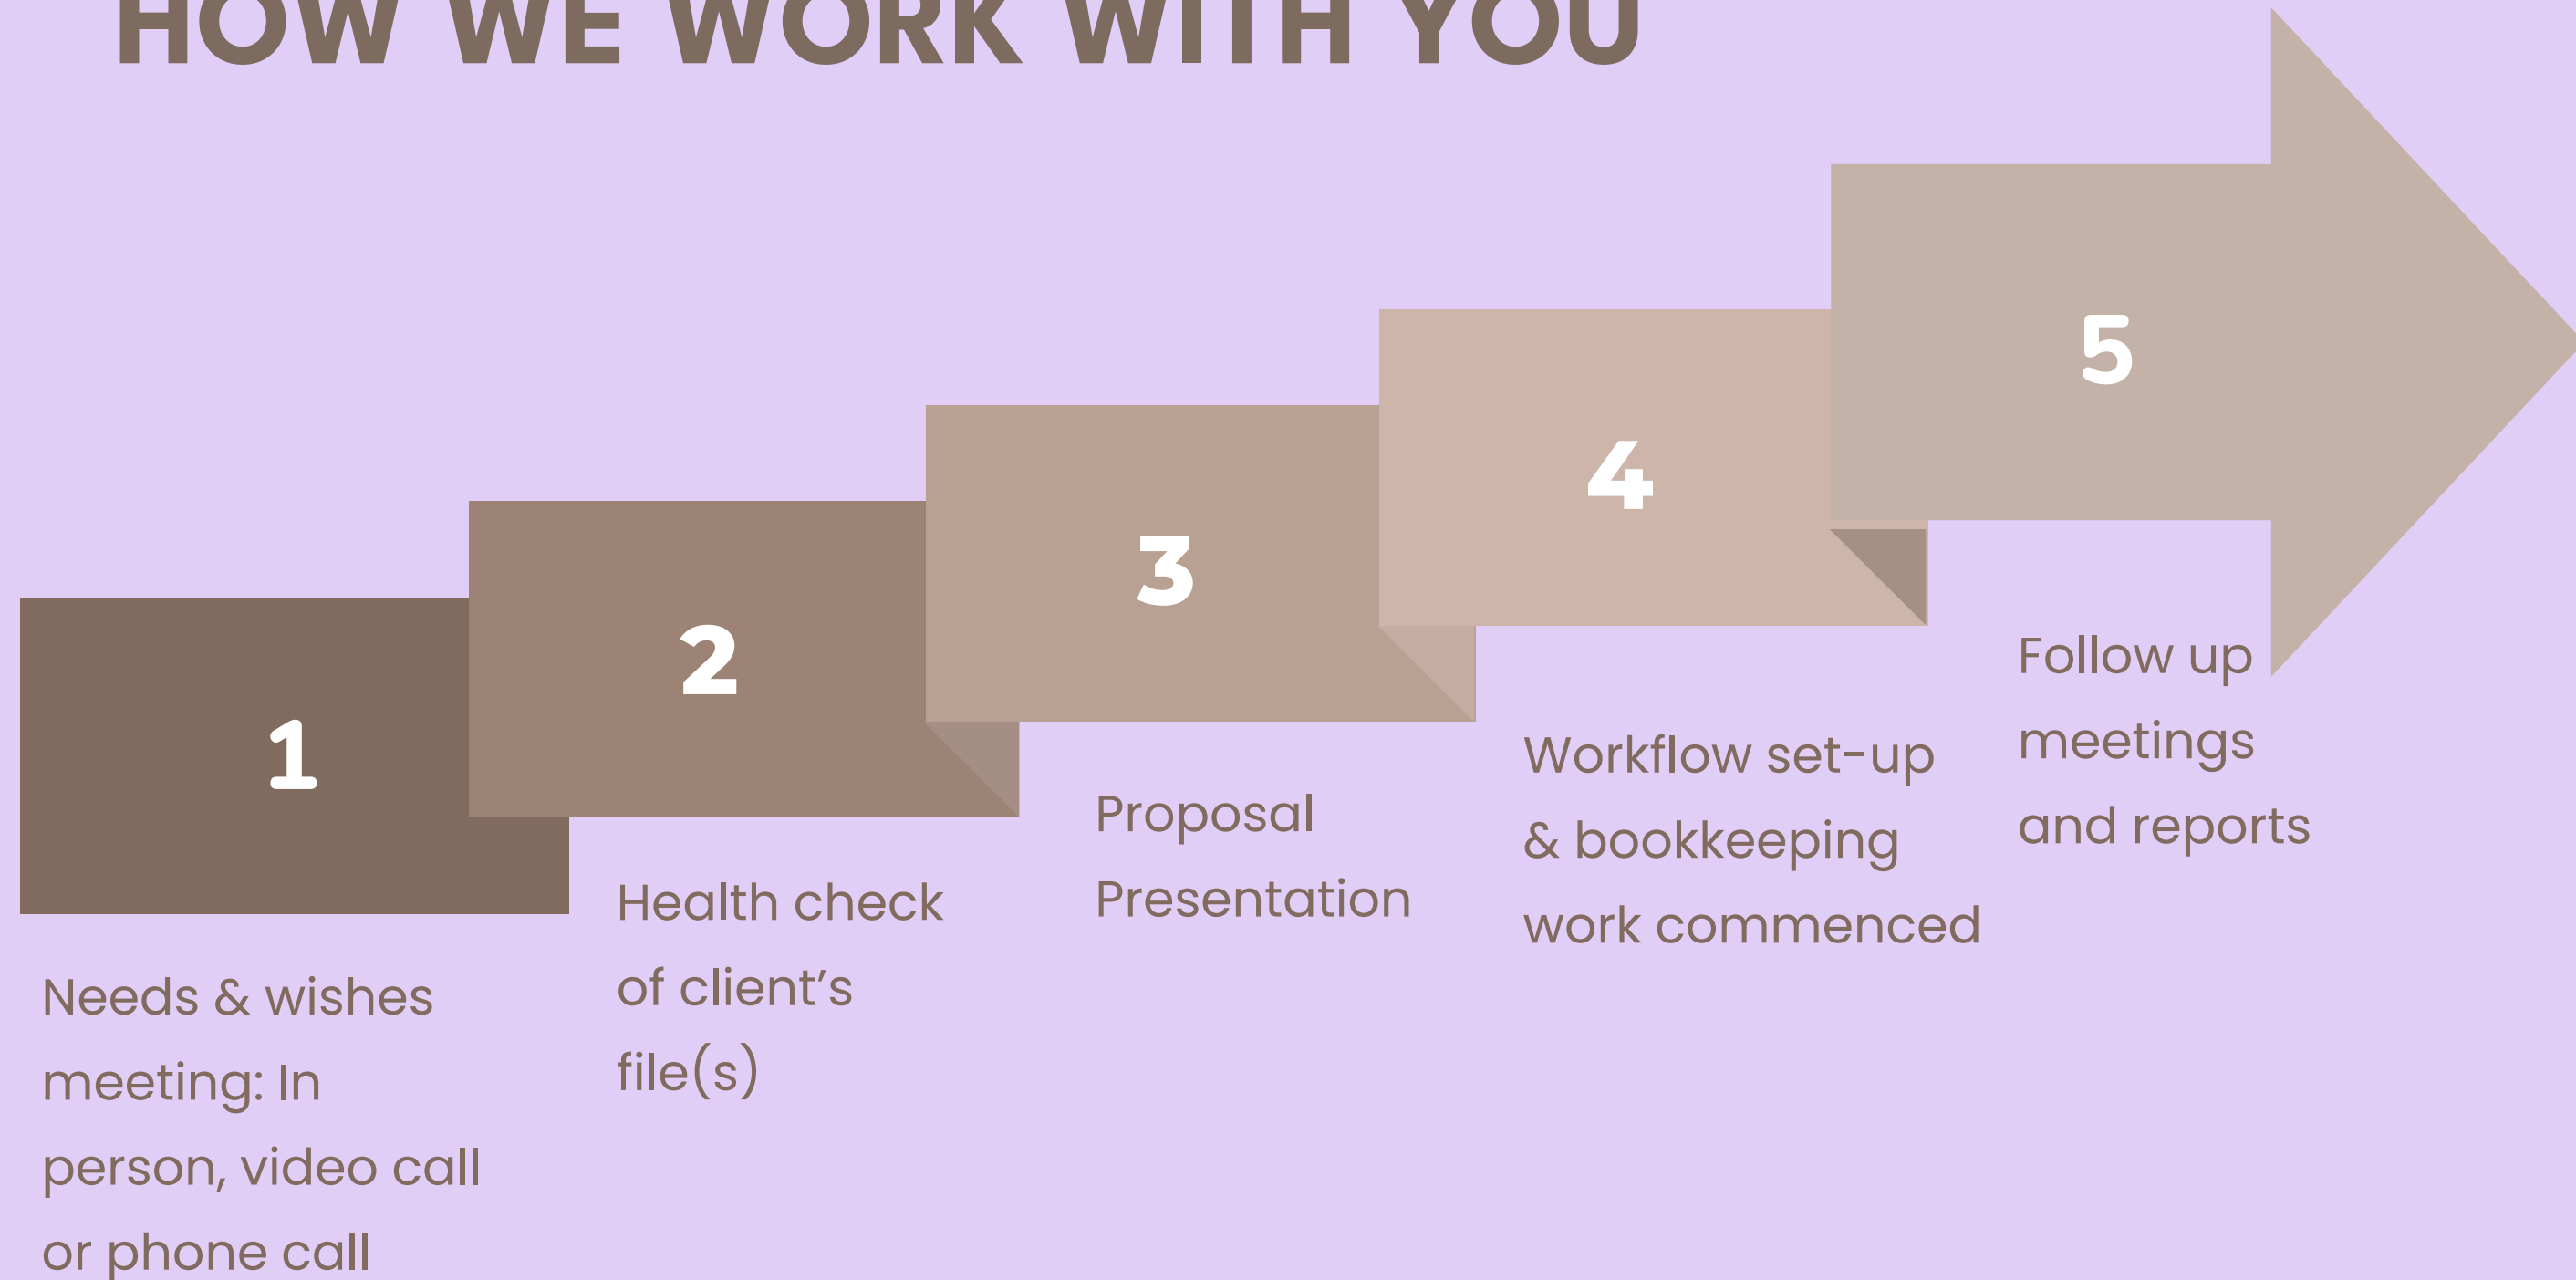 HOW WE WORK WITH YOU
1
Needs & wishes
meeting: In
person, video call
or phone call
2
Health check
of client’s
file(s)
3
Proposal
Presentation
4
Workflow set-up
& bookkeeping
work commenced
5
Follow up
meetings
and reports